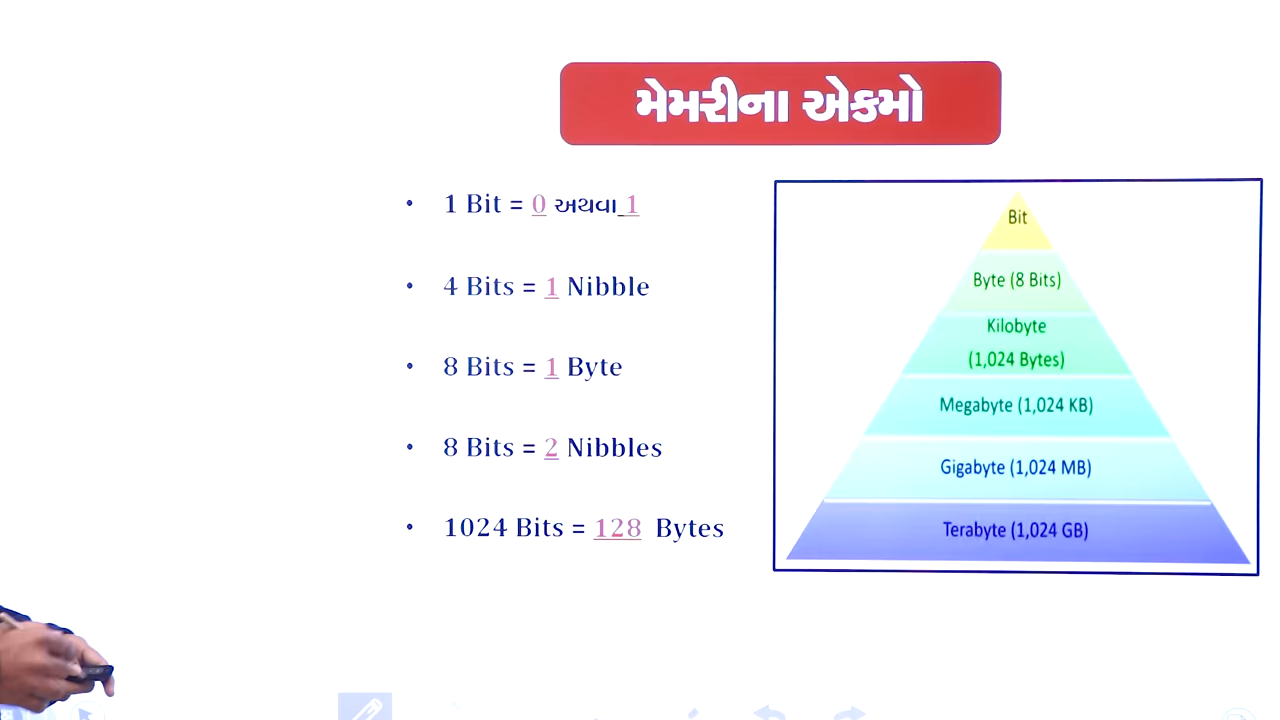 મેમરીના એકમો
• 1 Bit = 0 અથવા 1
• 4 Bits = 1 Nibble
• 8 Bits = 1 Byte
• 8 Bits = 2 Nibbles
• 1024 Bits = 128 Bytes
Bit
Byte (8 Bits)
Kilobyte
(1,024 Bytes)
Megabyte (1,024 KB)
Gigabyte (1,024 MB)
Terabyte (1,024 GB)